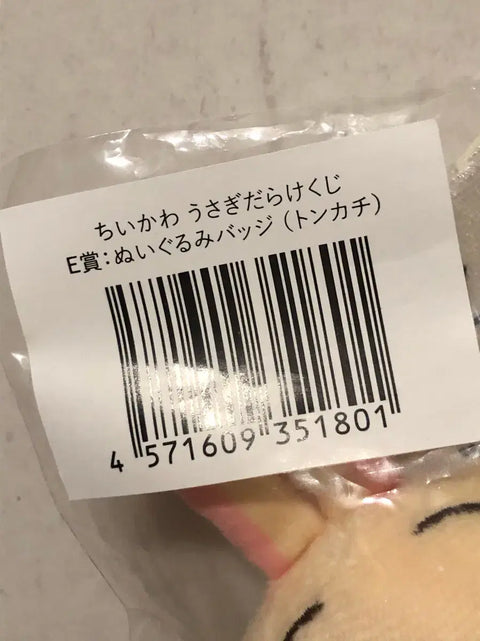 ちいかわ うさぎだらけくじ
E賞：ぬいぐるみバッジ（トンカチ）
4 571609 351801